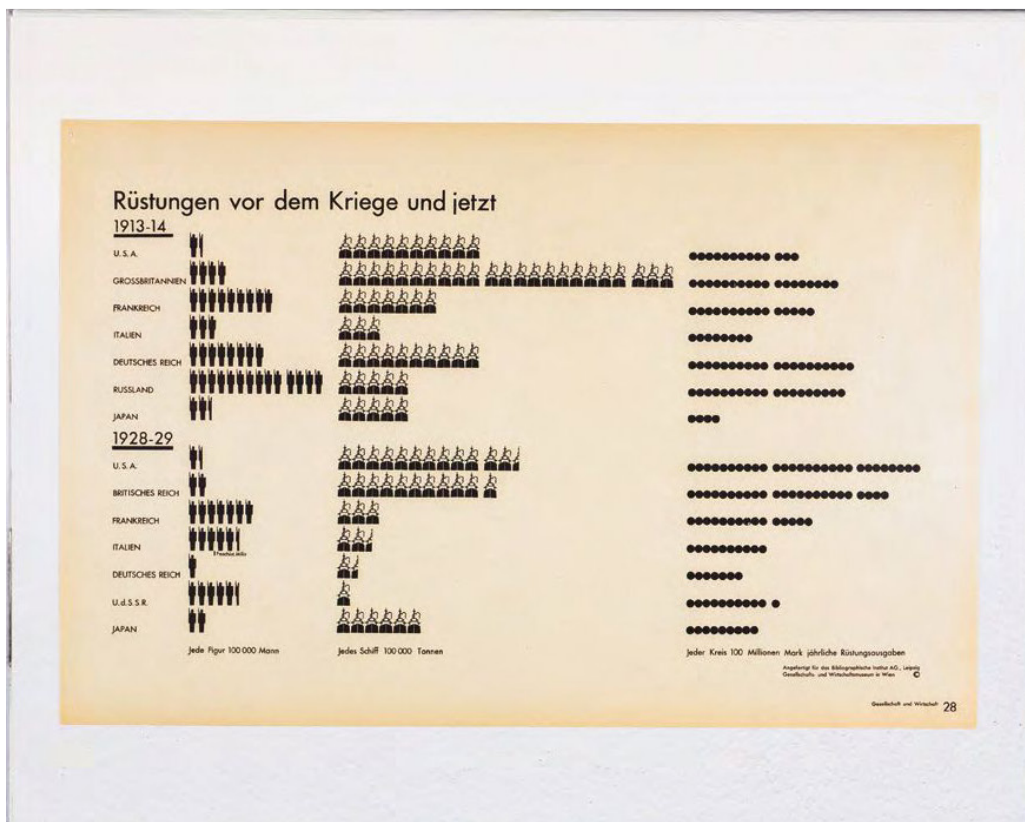 Rüstungen vor dem Kriege und jetzt
1913-14
U.S.A.
GROSSBRITANNIEN
FRANKREICH
ITALIEN
DEUTSCHES REICH
RUSSLAND
JAPAN
1928-29
U.S.A.
BRITISCHES REICH
FRANKREICH
ITALIEN
DEUTSCHES REICH
U.d.S.S.R.
JAPAN
Jede Figur 100 000 Mann
Jedes Schiff 100 000 Tonnen
Jeder Kreis 100 Millionen Mark jährliche Rüstungsausgaben
Angefertigt für das Bibliographische Institut AG., Leipzig
Gesellschafts- und Wirtschaftsmuseum in Wien ©
Gesellschaft und Wirtschaft 28